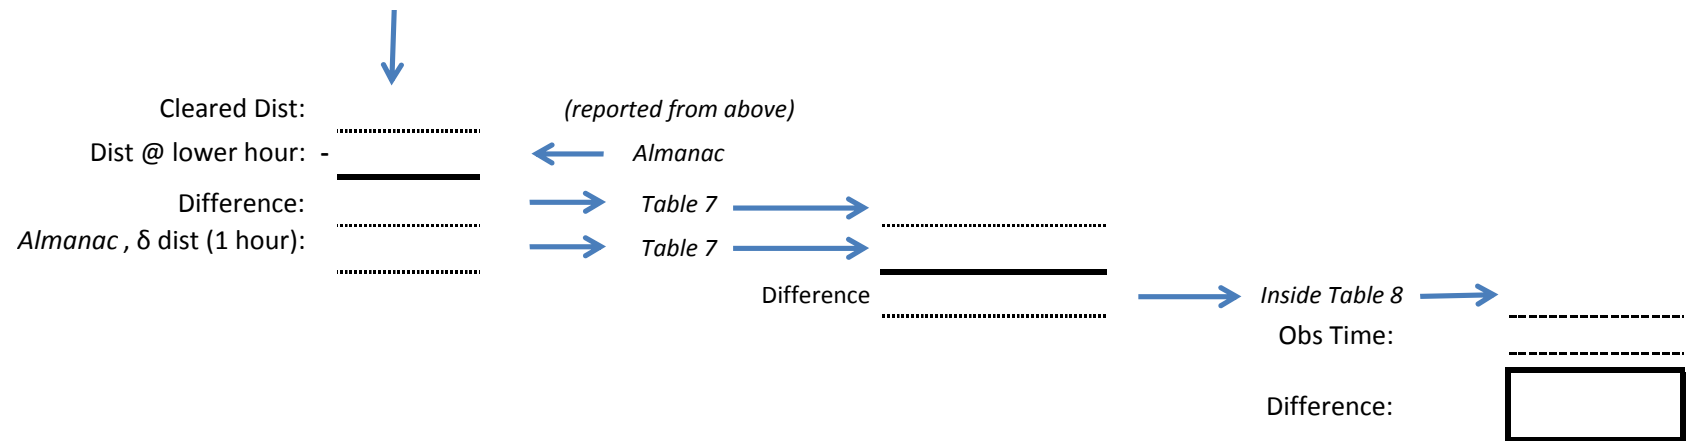 Cleared Dist: (reported from above)
Dist @ lower hour: - Almanac
Difference: Table 7
Almanac , δ dist (1 hour): Table 7
Difference Inside Table 8
Obs Time:
Difference: